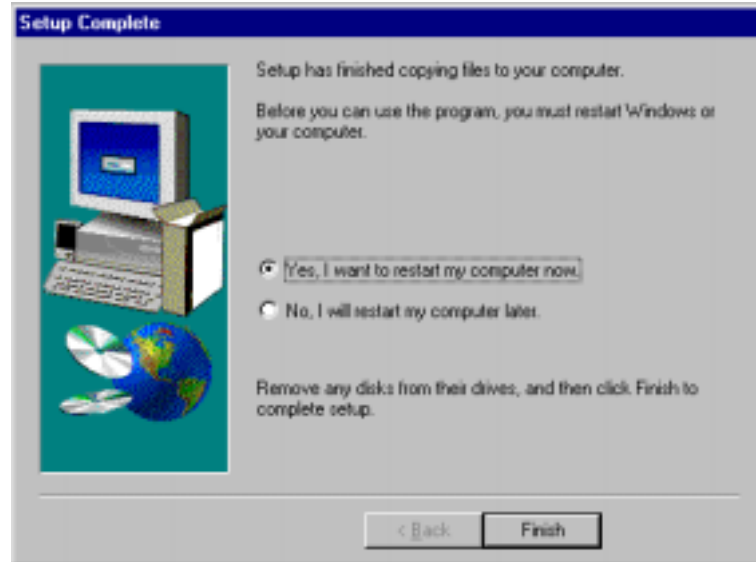 Setup Complete
Setup has finished copying files to your computer.
Before you can use the program, you must restart Windows or
your computer.
Yes, I want to restart my computer now.
No, I will restart my computer later.
Remove any disks from their drives, and then click Finish to
complete setup.
< Back
Finish